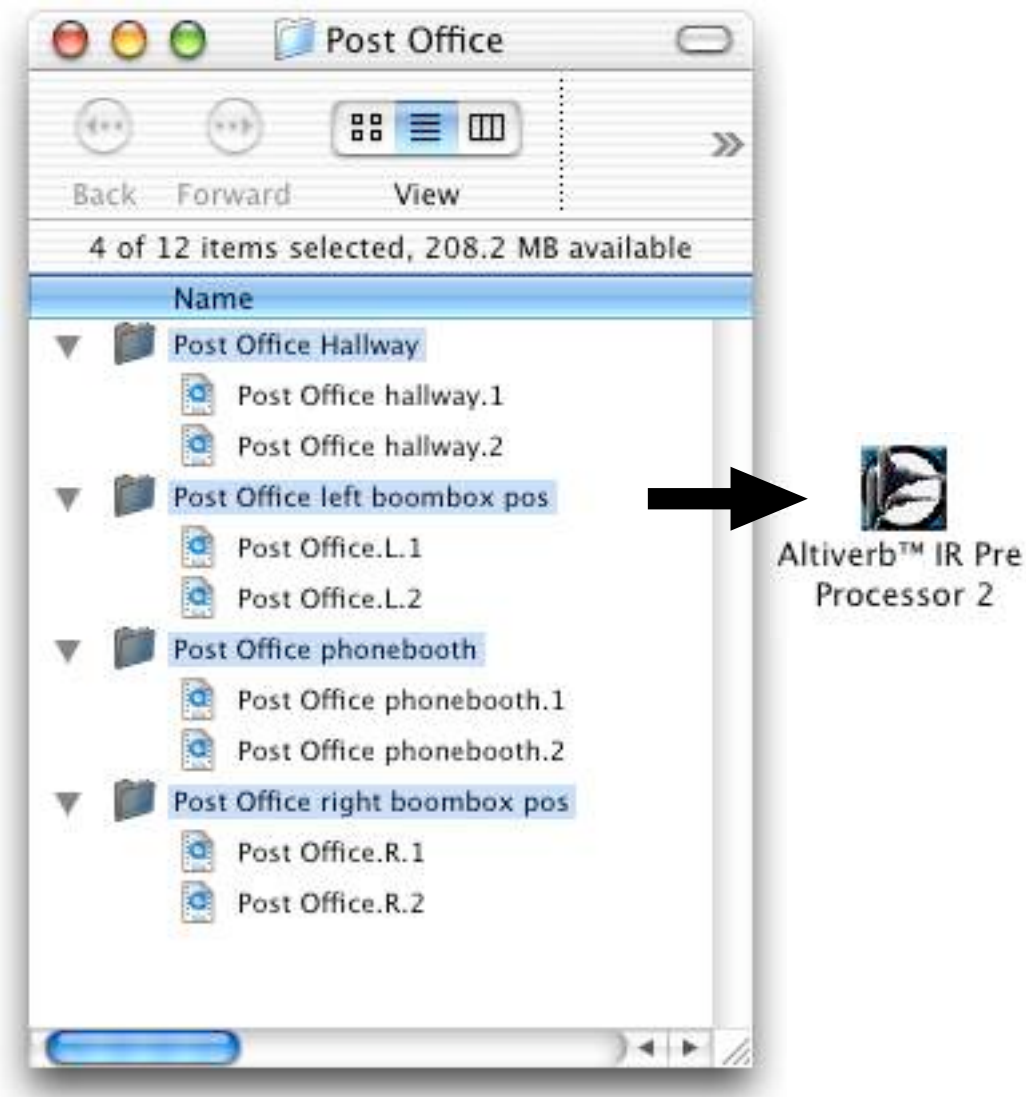 Post Office
Back Forward View
4 of 12 items selected, 208.2 MB available
Name
Post Office Hallway
Post Office hallway.1
Post Office hallway.2
Post Office left boombox pos
Post Office.L.1
Post Office.L.2
Post Office phonebooth
Post Office phonebooth.1
Post Office phonebooth.2
Post Office right boombox pos
Post Office.R.1
Post Office.R.2
Altiverb™ IR Pre
Processor 2